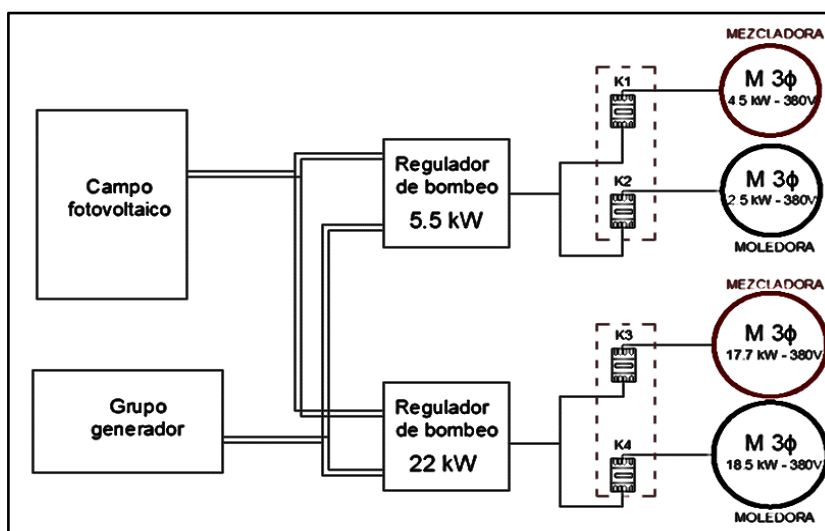 MEZCLADORA
M 3ϕ
4.5 kW - 380V
K1
Campo
fotovoltaico
Regulador
de bombeo
5.5 kW
K2
M 3ϕ
2.5 kW - 380V
MOLEDORA
MEZCLADORA
K3
M 3ϕ
17.7 kW - 380V
Grupo
generador
Regulador
de bombeo
22 kW
K4
M 3ϕ
18.5 kW - 380V
MOLEDORA